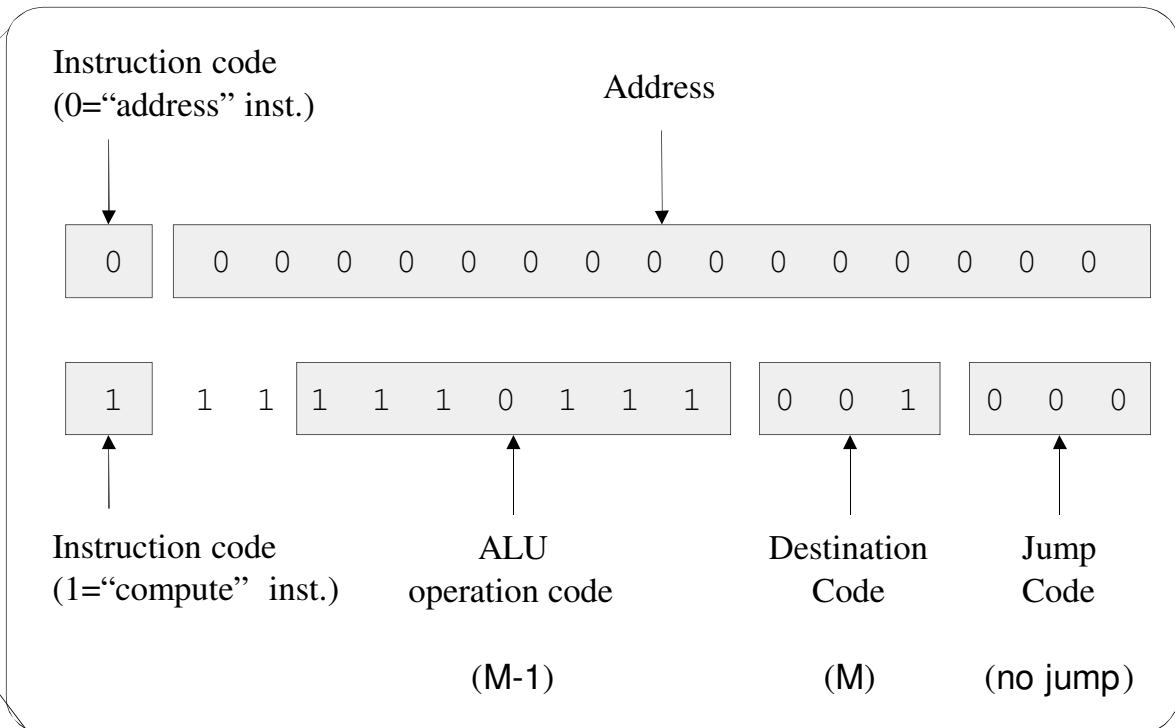 Instruction code
(0=“address” inst.)
Address
0 0 0 0 0 0 0 0 0 0 0 0 0 0 0 0
1 1 1 1 1 1 0 1 1 1 0 0 1 0 0 0
Instruction code
(1=“compute” inst.)
ALU
operation code
Destination
Code
Jump
Code
(M-1)
(M)
(no jump)